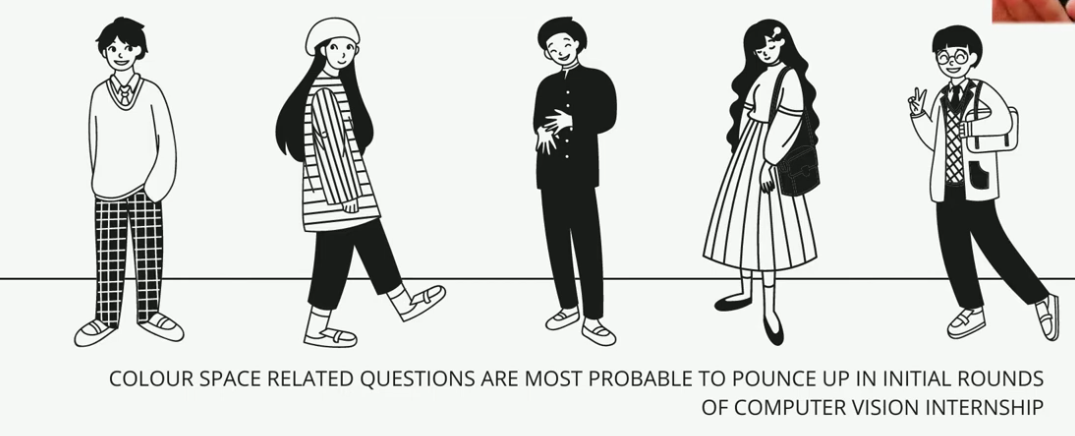 COLOUR SPACE RELATED QUESTIONS ARE MOST PROBABLE TO POUNCE UP IN INITIAL ROUNDS
OF COMPUTER VISION INTERNSHIP